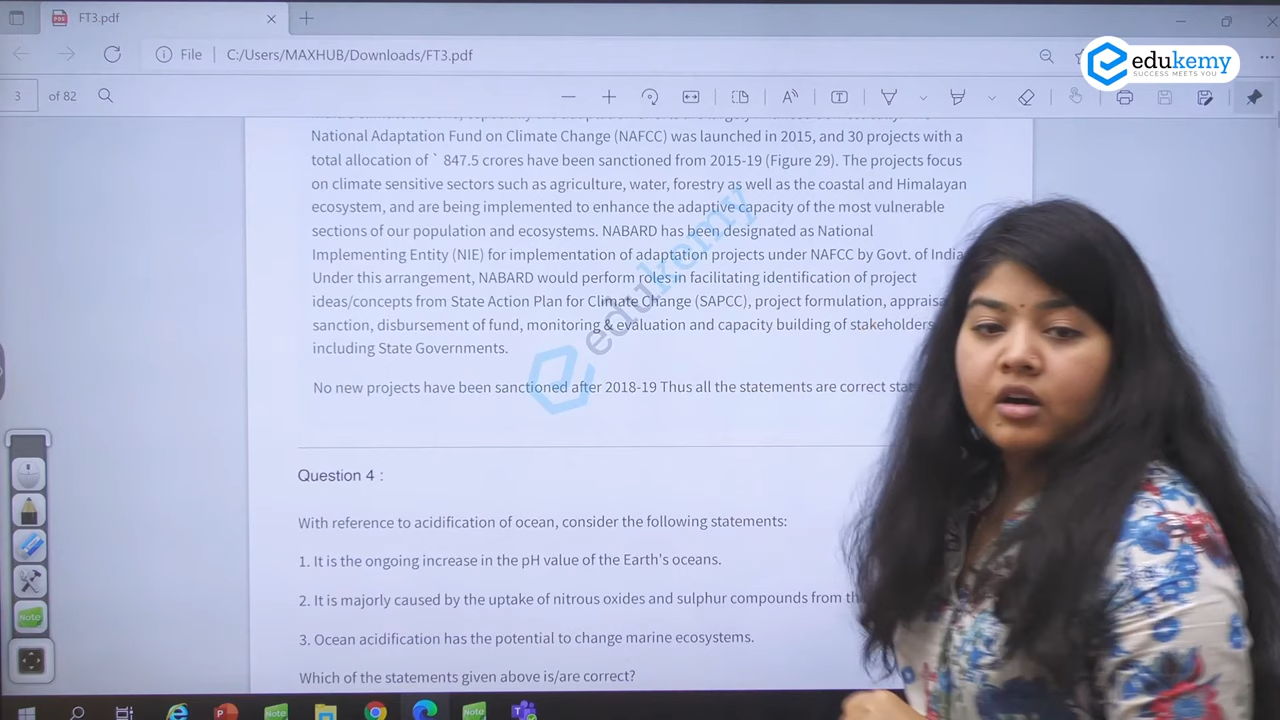 FT3.pdf
File
C:/Users/MAXHUB/Downloads/FT3.pdf
edukemy
SUCCESS MEETS YOU
3
of 82
National Adaptation Fund on Climate Change (NAFCC) was launched in 2015, and 30 projects with a
total allocation of ` 847.5 crores have been sanctioned from 2015-19 (Figure 29). The projects focus
on climate sensitive sectors such as agriculture, water, forestry as well as the coastal and Himalayan
ecosystem, and are being implemented to enhance the adaptive capacity of the most vulnerable
sections of our population and ecosystems. NABARD has been designated as National
Implementing Entity (NIE) for implementation of adaptation projects under NAFCC by Govt. of India
Under this arrangement, NABARD would perform roles in facilitating identification of project
ideas/concepts from State Action Plan for Climate Change (SAPCC), project formulation,
sanction, disbursement of fund, monitoring & evaluation and capacity building of stakeholders
including State Governments.
No new projects have been sanctioned after 2018-19 Thus all the statements are correct
edukemy
Question 4 :
With reference to acidification of ocean, consider the following statements:
1. It is the ongoing increase in the pH value of the Earth's oceans.
2. It is majorly caused by the uptake of nitrous oxides and sulphur compounds from
3. Ocean acidification has the potential to change marine ecosystems.
Which of the statements given above is/are correct?
Note
Note
Note